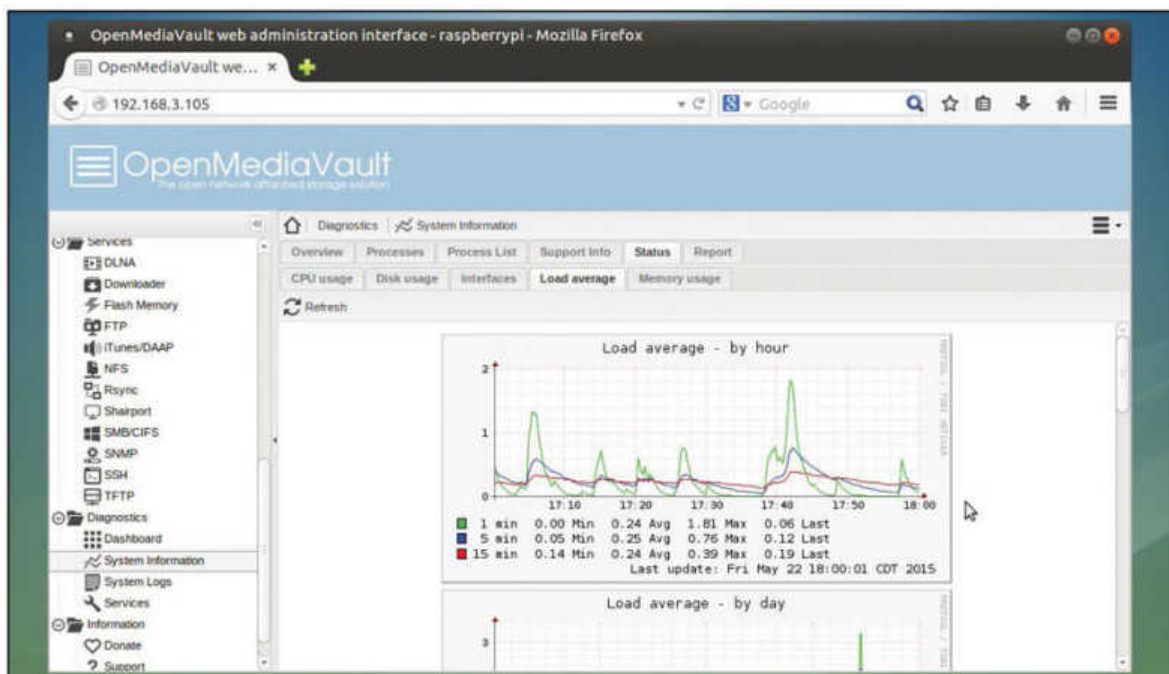 OpenMediaVault web administration interface - raspberrypi - Mozilla Firefox
OpenMediaVault we... ×
192.168.3.105
Google
OpenMediaVault
The open network attached storage solution
Diagnostics | System Information
Services
DLNA
Downloader
Flash Memory
FTP
iTunes/DAAP
NFS
Rsync
Shairport
SMB/CIFS
SNMP
SSH
TFTP
Diagnostics
Dashboard
System Information
System Logs
Services
Information
Donate
Support
Overview Processes Process List Support Info Status Report
CPU usage Disk usage Interfaces Load average Memory usage
Refresh
Load average - by hour
2
1
0
17:10 17:20 17:30 17:40 17:50 18:00
1 min 0.00 Min 0.24 Avg 1.81 Max 0.06 Last
5 min 0.05 Min 0.25 Avg 0.76 Max 0.12 Last
15 min 0.14 Min 0.24 Avg 0.39 Max 0.19 Last
Last update: Fri May 22 18:00:01 CDT 2015
Load average - by day
3